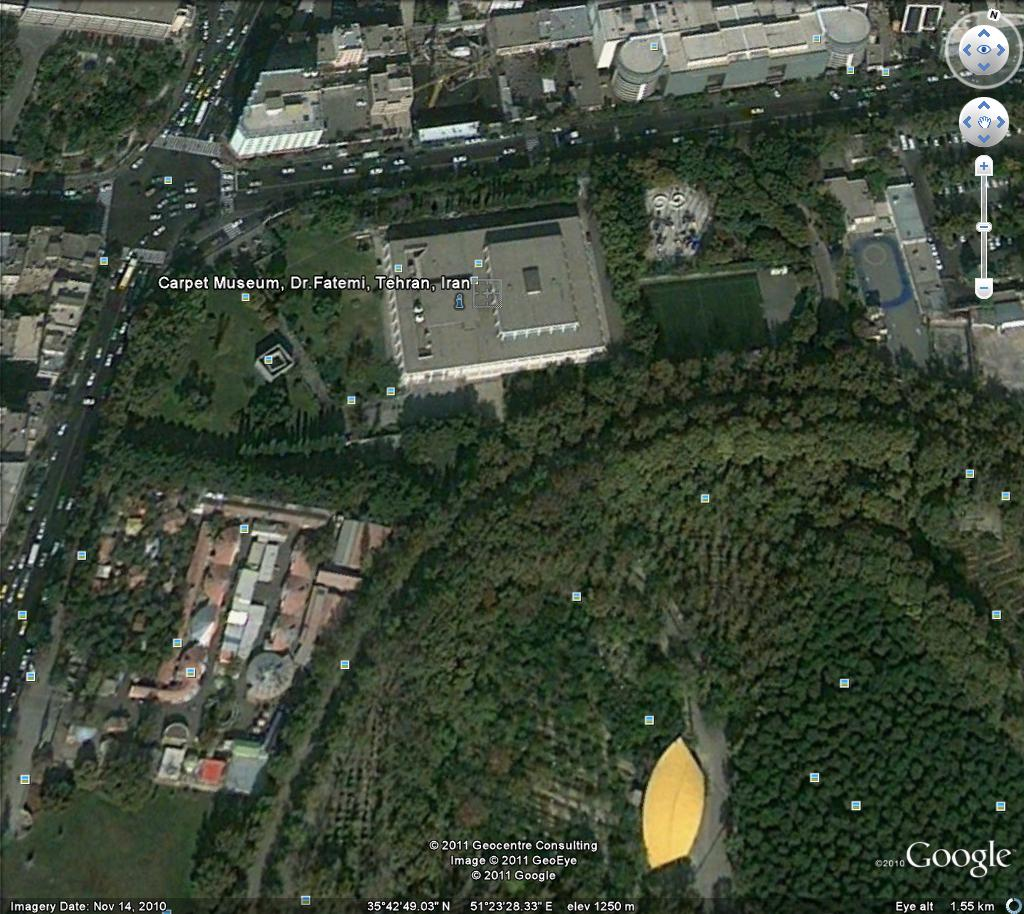 N
Carpet Museum, Dr.Fatemi, Tehran, Iran
© 2011 Geocentre Consulting
Image © 2011 GeoEye
© 2011 Google
©2010 Google
Imagery Date: Nov 14, 2010 35°42'49.03" N 51°23'28.33" E elev 1250 m Eye alt 1.55 km